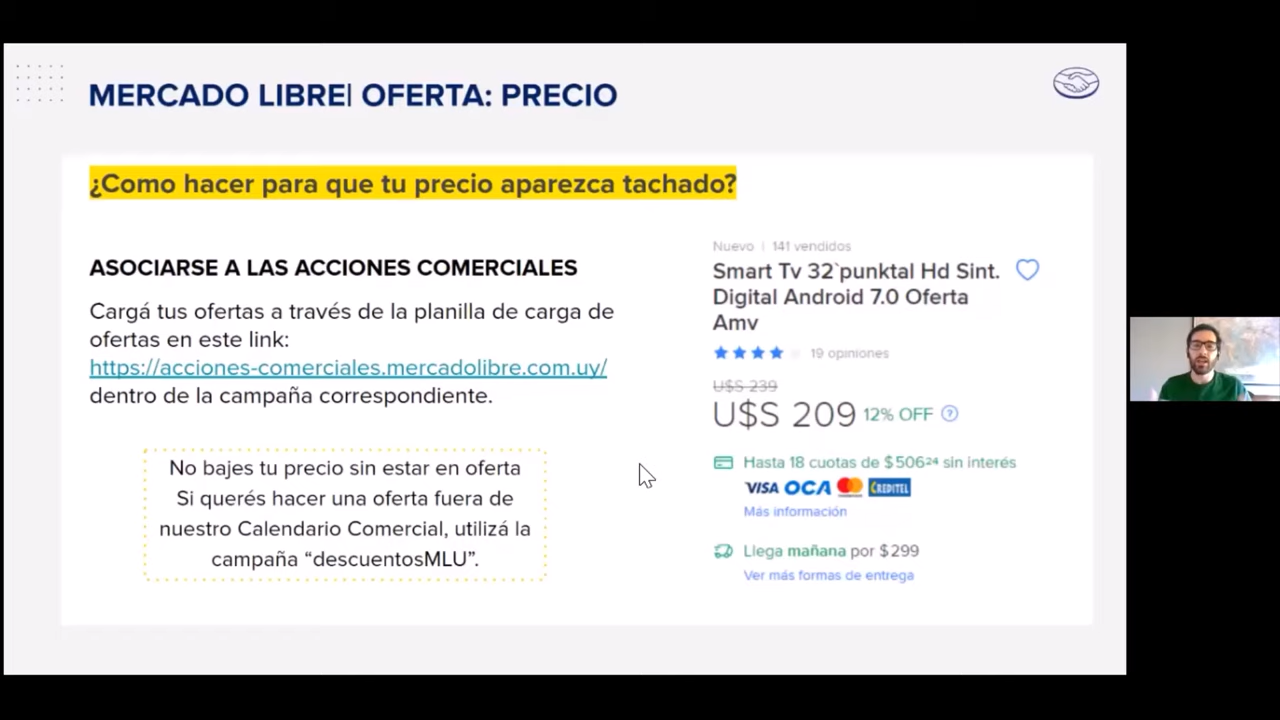 MERCADO LIBRE| OFERTA: PRECIO
¿Como hacer para que tu precio aparezca tachado?
ASOCIARSE A LAS ACCIONES COMERCIALES
Cargá tus ofertas a través de la planilla de carga de
ofertas en este link:
https://acciones-comerciales.mercadolibre.com.uy/
dentro de la campaña correspondiente.
No bajes tu precio sin estar en oferta
Si querés hacer una oferta fuera de
nuestro Calendario Comercial, utilizá la
campaña “descuentosMLU”.
Nuevo | 141 vendidos
Smart Tv 32`punktal Hd Sint.
Digital Android 7.0 Oferta
Amv
19 opiniones
U$S 239
U$S 209 12% OFF ?
Hasta 18 cuotas de $506²⁴ sin interés
VISA OCA CREDITEL
Más información
Llega mañana por $299
Ver más formas de entrega